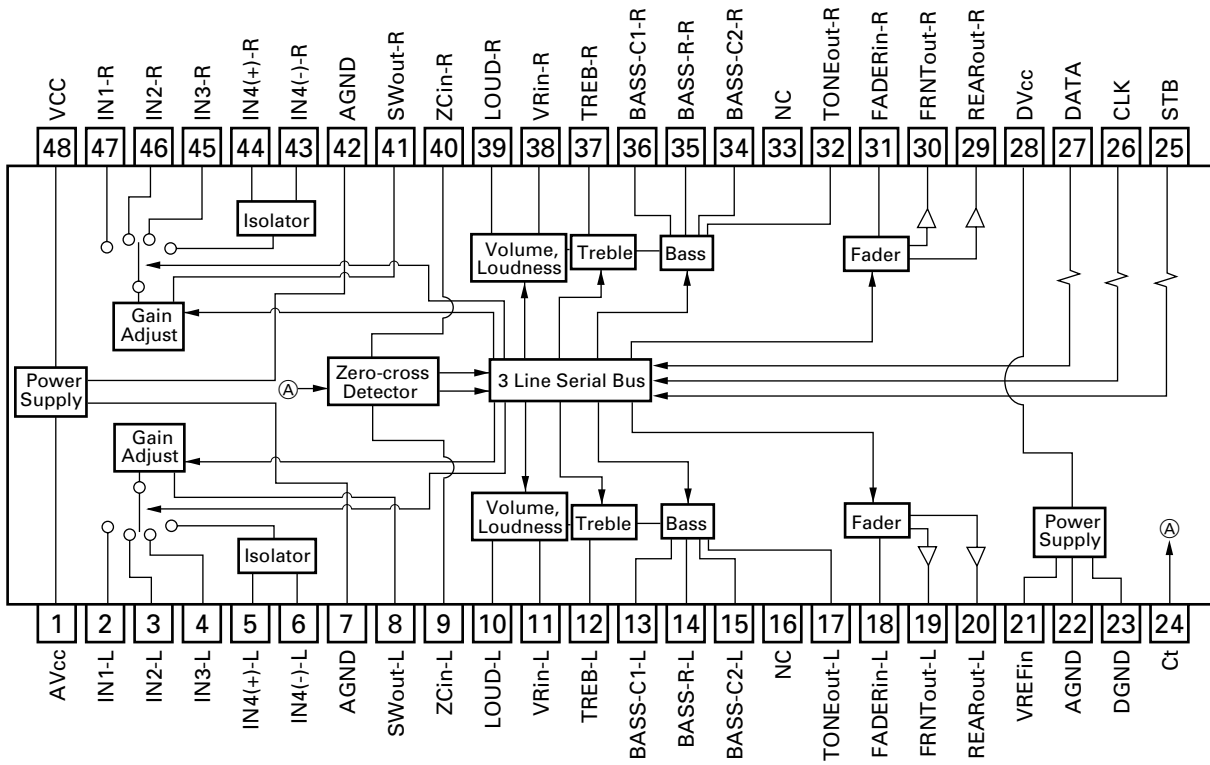 VCC
IN1-R
IN2-R
IN3-R
IN4(+)-R
IN4(-)-R
AGND
SWout-R
ZCin-R
LOUD-R
VRin-R
TREB-R
BASS-C1-R
BASS-R-R
BASS-C2-R
NC
TONEout-R
FADERin-R
FRNTout-R
REARout-R
DVcc
DATA
CLK
STB
48 47 46 45 44 43 42 41 40 39 38 37 36 35 34 33 32 31 30 29 28 27 26 25
Isolator
Volume,
Loudness
Treble
Bass
Fader
Gain
Adjust
Power
Supply
A
Zero-cross
Detector
3 Line Serial Bus
Gain
Adjust
Isolator
Volume,
Loudness
Treble
Bass
Fader
Power
Supply
A
1 2 3 4 5 6 7 8 9 10 11 12 13 14 15 16 17 18 19 20 21 22 23 24
AVcc
IN1-L
IN2-L
IN3-L
IN4(+)-L
IN4(-)-L
AGND
SWout-L
ZCin-L
LOUD-L
VRin-L
TREB-L
BASS-C1-L
BASS-R-L
BASS-C2-L
NC
TONEout-L
FADERin-L
FRNTout-L
REARout-L
VREFin
AGND
DGND
Ct